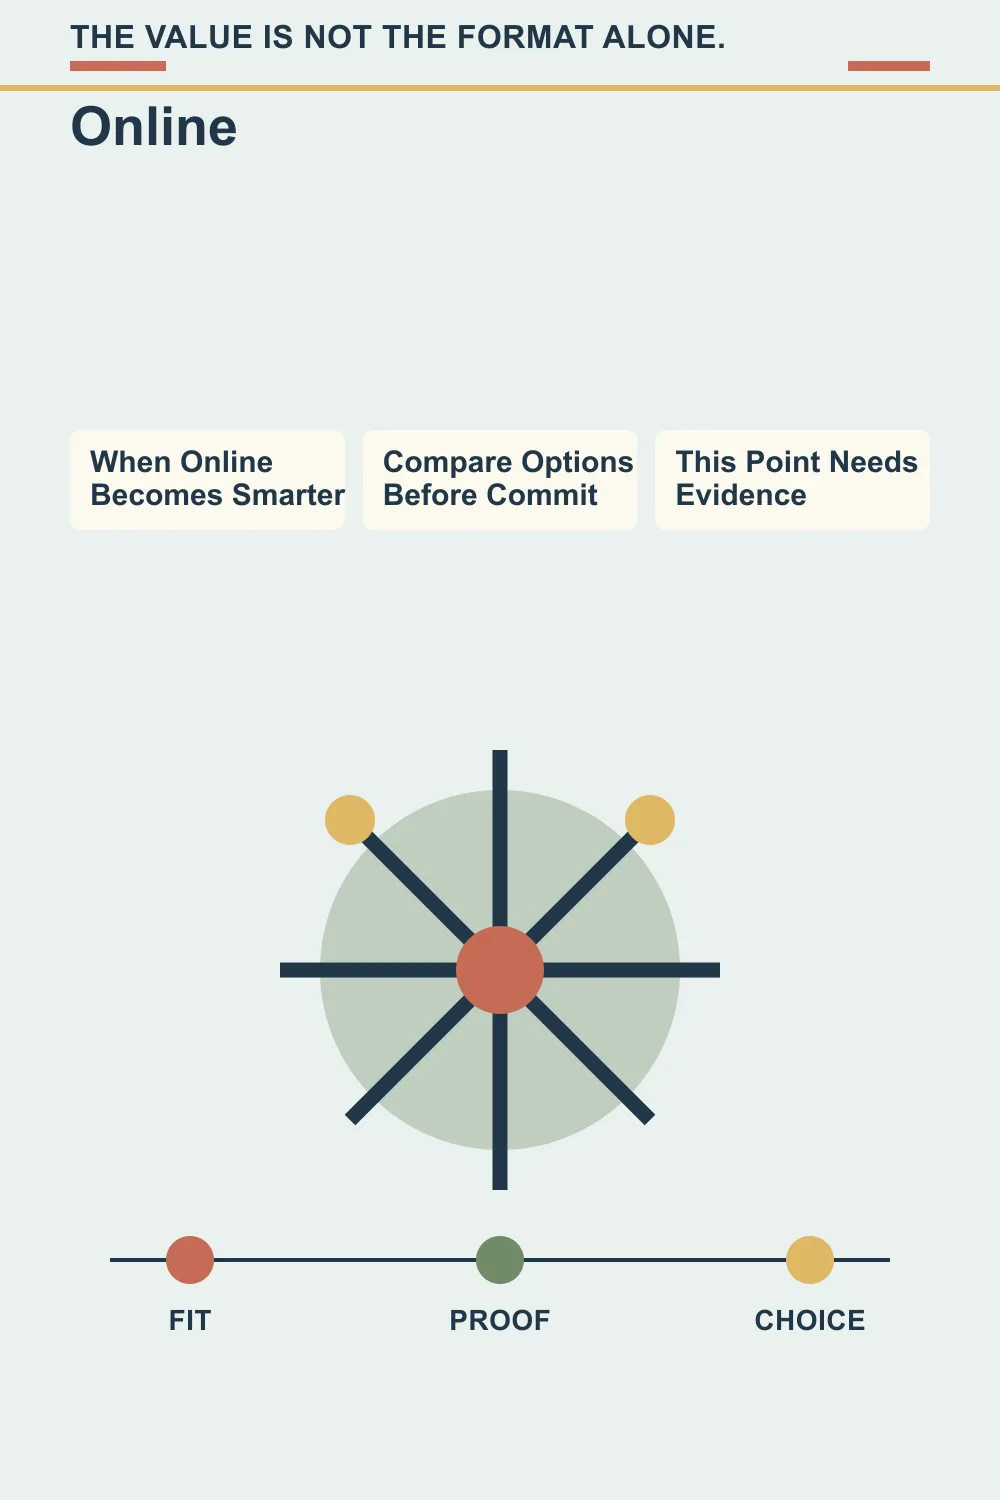 THE VALUE IS NOT THE FORMAT ALONE.
Online
When Online
Becomes Smarter
Compare Options
Before Commit
This Point Needs
Evidence
FIT
PROOF
CHOICE